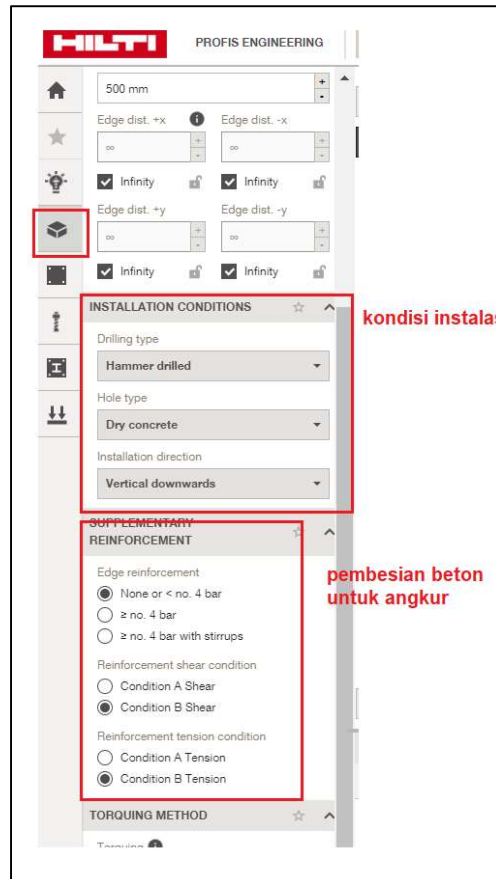 HILTI PROFIS ENGINEERING
500 mm
Edge dist. +x Edge dist. -x
∞ ∞
Infinity Infinity
Edge dist. +y Edge dist. -y
∞ ∞
Infinity Infinity
INSTALLATION CONDITIONS
kondisi instalas
Drilling type
Hammer drilled
Hole type
Dry concrete
Installation direction
Vertical downwards
SUPPLEMENTARY
REINFORCEMENT
pembesian beton
untuk angkur
Edge reinforcement
None or < no. 4 bar
≥ no. 4 bar
≥ no. 4 bar with stirrups
Reinforcement shear condition
Condition A Shear
Condition B Shear
Reinforcement tension condition
Condition A Tension
Condition B Tension
TORQUING METHOD
Torquing